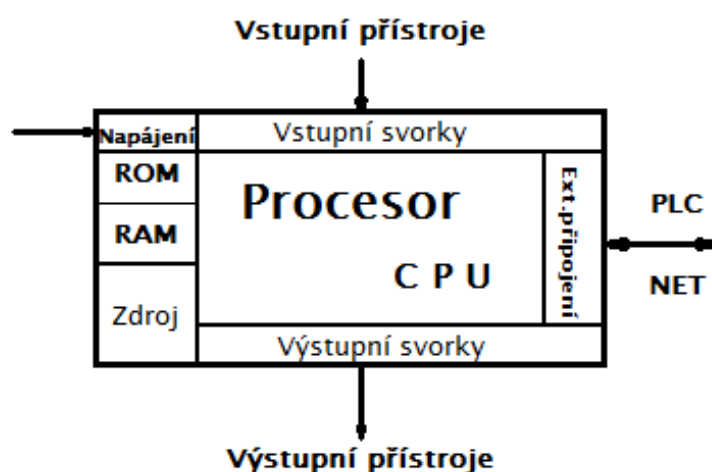 Vstupní přístroje
Napájení
Vstupní svorky
ROM
RAM
Zdroj
Procesor
C P U
Ext.připojení
PLC
NET
Výstupní svorky
Výstupní přístroje